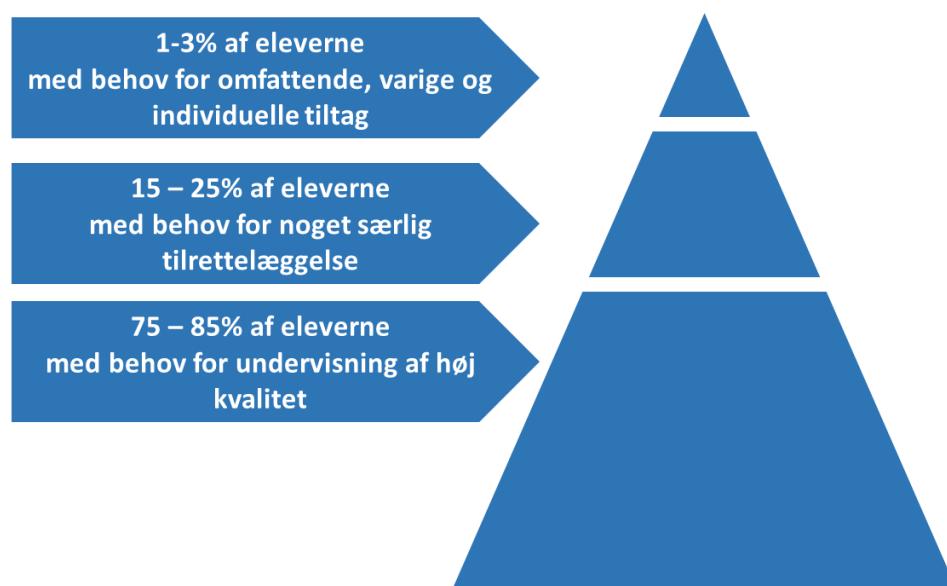 1-3% af eleverne
med behov for omfattende, varige og
individuelle tiltag
15 – 25% af eleverne
med behov for noget særlig
tilrettelæggelse
75 – 85% af eleverne
med behov for undervisning af høj
kvalitet